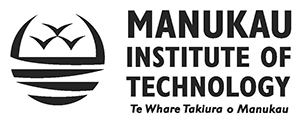 MANUKAU
INSTITUTE OF
TECHNOLOGY
Te Whare Takiura o Manukau